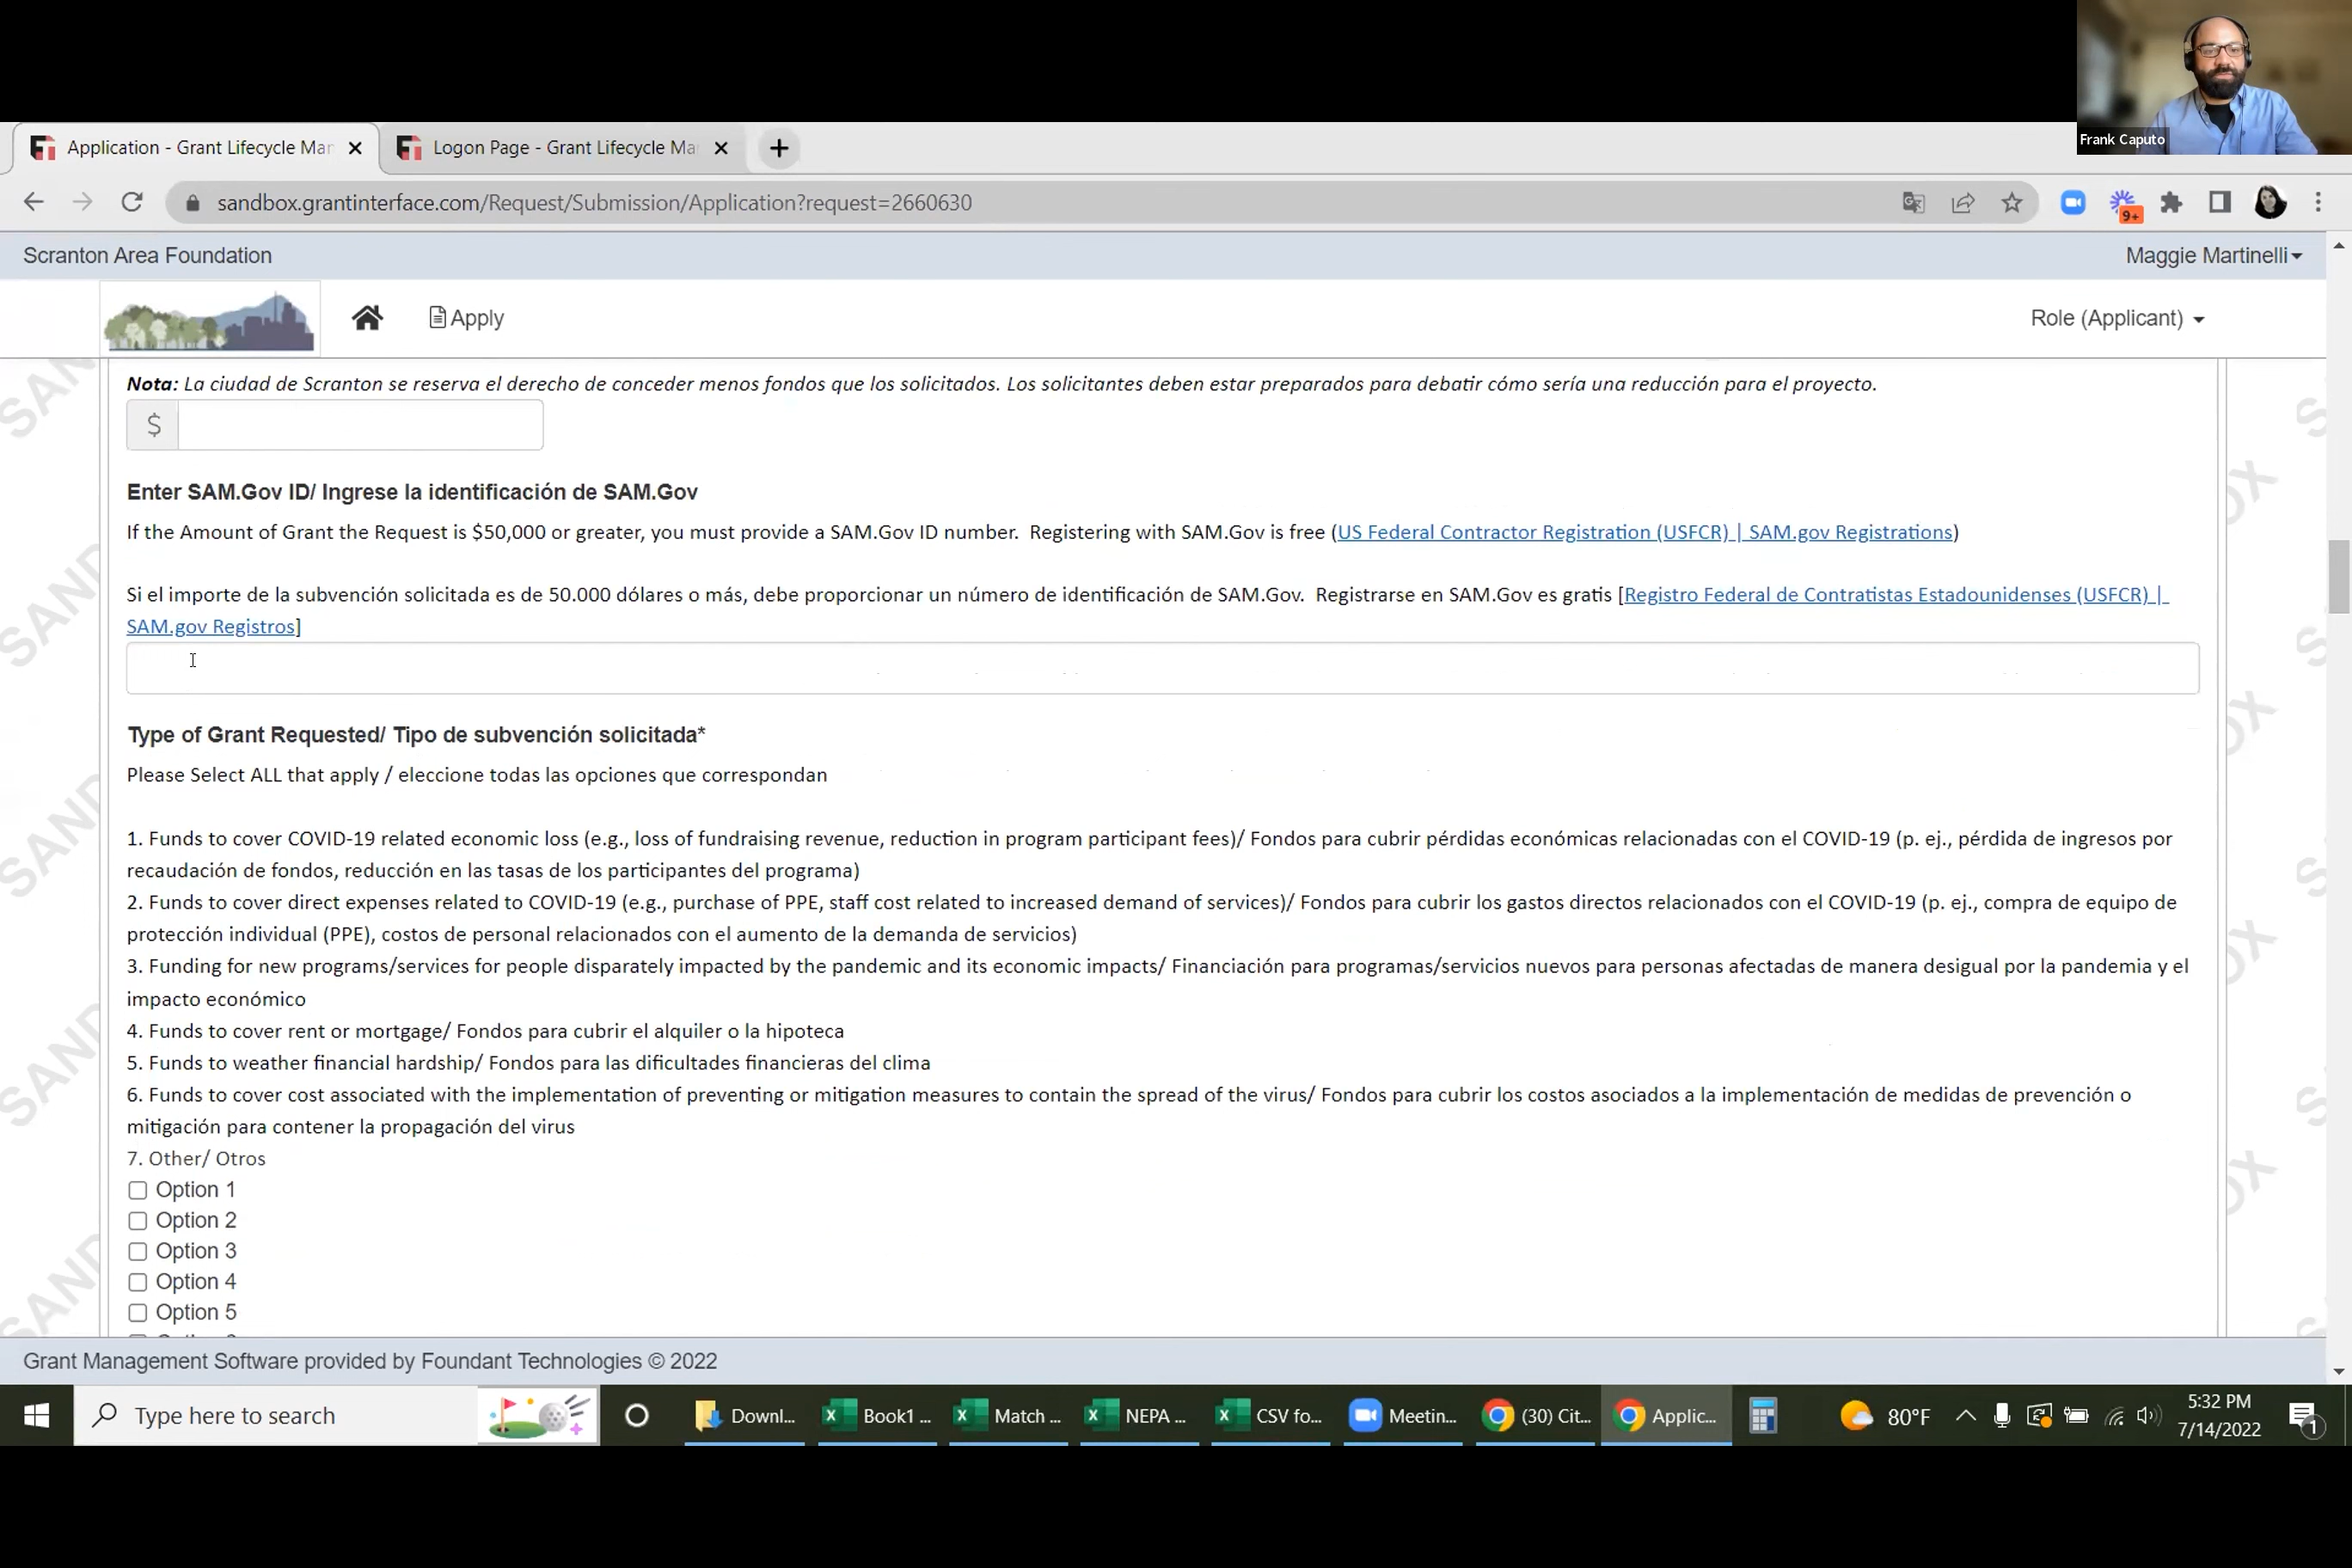 Frank Caputo
Application - Grant Lifecycle Mar
Logon Page - Grant Lifecycle Ma
sandbox.grantinterface.com/Request/Submission/Application?request=2660630
9+
Scranton Area Foundation
Maggie Martinelli
Apply
Role (Applicant)
Nota: La ciudad de Scranton se reserva el derecho de conceder menos fondos que los solicitados. Los solicitantes deben estar preparados para debatir cómo sería una reducción para el proyecto.
$
Enter SAM.Gov ID/ Ingrese la identificación de SAM.Gov
If the Amount of Grant the Request is $50,000 or greater, you must provide a SAM.Gov ID number.  Registering with SAM.Gov is free (US Federal Contractor Registration (USFCR) | SAM.gov Registrations)
Si el importe de la subvención solicitada es de 50.000 dólares o más, debe proporcionar un número de identificación de SAM.Gov.  Registrarse en SAM.Gov es gratis [Registro Federal de Contratistas Estadounidenses (USFCR) |
SAM.gov Registros]
Type of Grant Requested/ Tipo de subvención solicitada*
Please Select ALL that apply / eleccione todas las opciones que correspondan
1. Funds to cover COVID-19 related economic loss (e.g., loss of fundraising revenue, reduction in program participant fees)/ Fondos para cubrir pérdidas económicas relacionadas con el COVID-19 (p. ej., pérdida de ingresos por
recaudación de fondos, reducción en las tasas de los participantes del programa)
2. Funds to cover direct expenses related to COVID-19 (e.g., purchase of PPE, staff cost related to increased demand of services)/ Fondos para cubrir los gastos directos relacionados con el COVID-19 (p. ej., compra de equipo de
protección individual (PPE), costos de personal relacionados con el aumento de la demanda de servicios)
3. Funding for new programs/services for people disparately impacted by the pandemic and its economic impacts/ Financiación para programas/servicios nuevos para personas afectadas de manera desigual por la pandemia y el
impacto económico
4. Funds to cover rent or mortgage/ Fondos para cubrir el alquiler o la hipoteca
5. Funds to weather financial hardship/ Fondos para las dificultades financieras del clima
6. Funds to cover cost associated with the implementation of preventing or mitigation measures to contain the spread of the virus/ Fondos para cubrir los costos asociados a la implementación de medidas de prevención o
mitigación para contener la propagación del virus
7. Other/ Otros
Option 1
Option 2
Option 3
Option 4
Option 5
Grant Management Software provided by Foundant Technologies © 2022
Type here to search
Downl...
Book1 ...
Match ...
NEPA ...
CSV fo...
Meetin...
(30) Cit...
Applic...
80°F
5:32 PM
7/14/2022
1